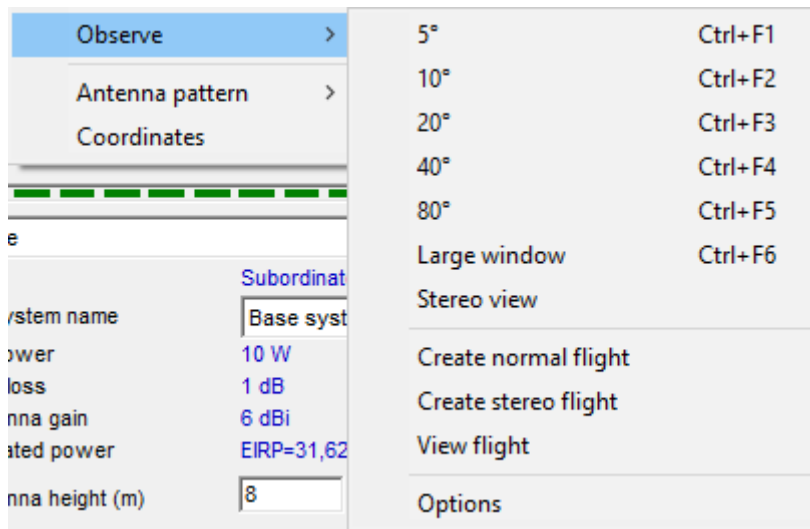 Observe >
Antenna pattern >
Coordinates
5° Ctrl+F1
10° Ctrl+F2
20° Ctrl+F3
40° Ctrl+F4
80° Ctrl+F5
Large window Ctrl+F6
Stereo view
Create normal flight
Create stereo flight
View flight
Options
e
Subordinat
ystem name Base syst
ower 10 W
loss 1 dB
nna gain 6 dBi
ated power EIRP=31,62
nna height (m) 8